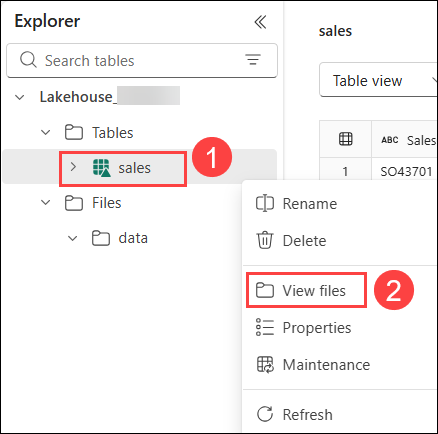 Explorer
Search tables
Lakehouse_
Tables
sales
1
Files
data
sales
Table view
ABC Sales
1 SO43701
Rename
Delete
View files
2
Properties
Maintenance
Refresh